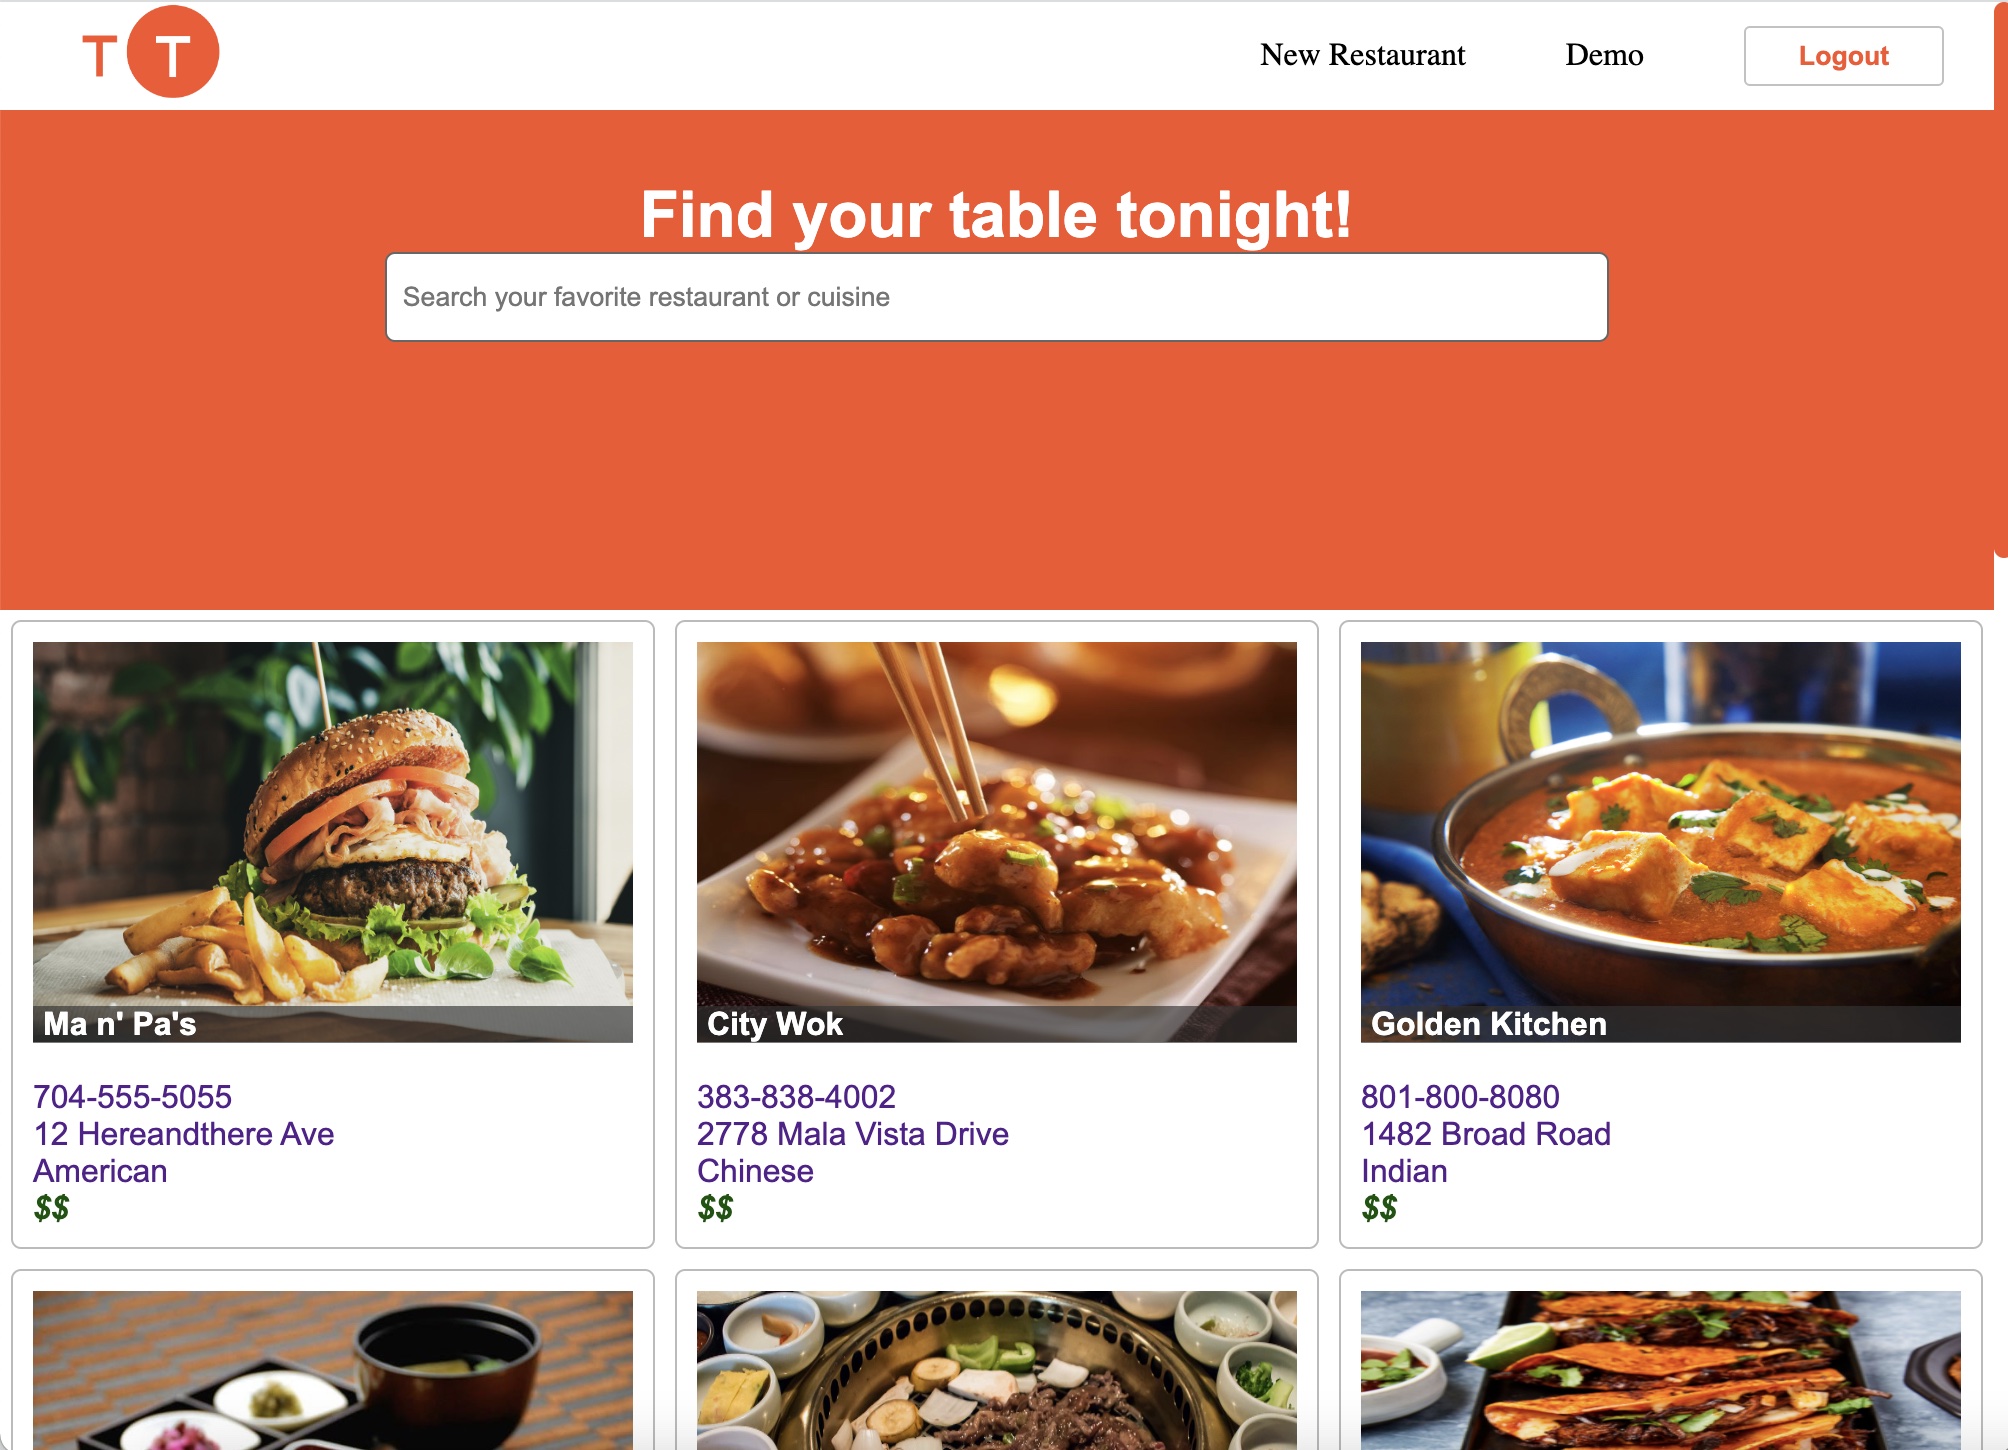 T T
New Restaurant
Demo
Logout
Find your table tonight!
Search your favorite restaurant or cuisine
Ma n' Pa's
704-555-5055
12 Hereandthere Ave
American
$$
City Wok
383-838-4002
2778 Mala Vista Drive
Chinese
$$
Golden Kitchen
801-800-8080
1482 Broad Road
Indian
$$